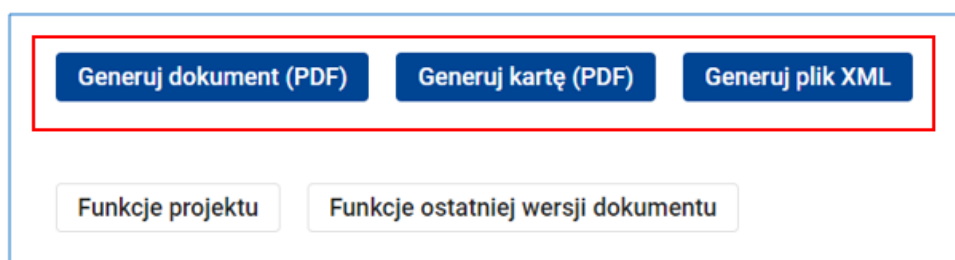 Generuj dokument (PDF) Generuj kartę (PDF) Generuj plik XML
Funkcje projektu Funkcje ostatniej wersji dokumentu